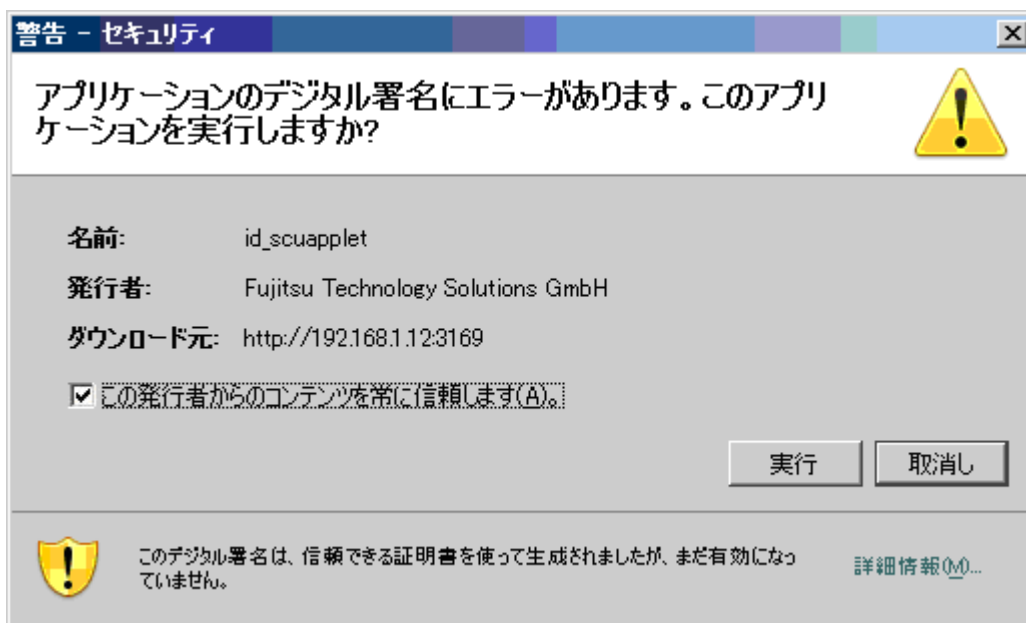 警告 - セキュリティ
アプリケーションのデジタル署名にエラーがあります。このアプリ
ケーションを実行しますか?
名前: id_scuapplet
発行者: Fujitsu Technology Solutions GmbH
ダウンロード元: http://192.168.1.12:3169
この発行者からのコンテンツを常に信頼します(A)。
実行 取消し
このデジタル署名は、信頼できる証明書を使って生成されましたが、まだ有効になっ
ていません。
詳細情報(M)...